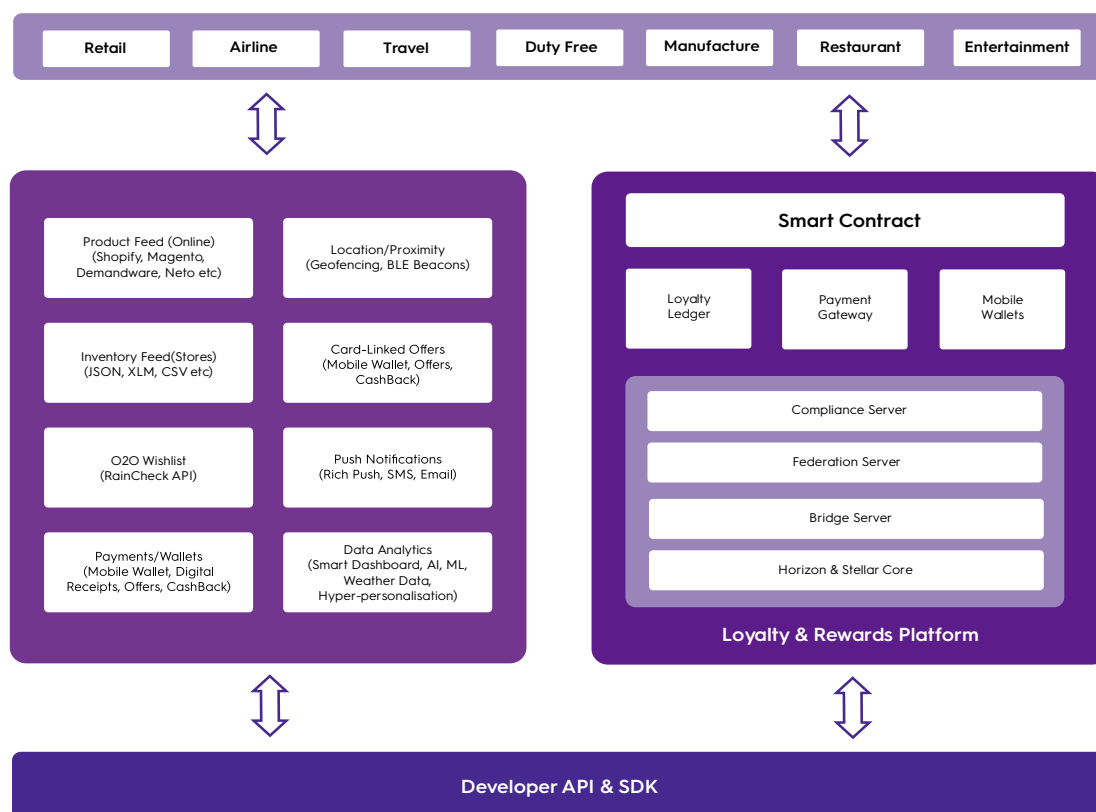 Retail
Airline
Travel
Duty Free
Manufacture
Restaurant
Entertainment
Product Feed (Online)
(Shopify, Magento,
Demandware, Neto etc)
Location/Proximity
(Geofencing, BLE Beacons)
Inventory Feed(Stores)
(JSON, XLM, CSV etc)
Card-Linked Offers
(Mobile Wallet, Offers,
CashBack)
O2O Wishlist
(RainCheck API)
Push Notifications
(Rich Push, SMS, Email)
Payments/Wallets
(Mobile Wallet, Digital
Receipts, Offers, CashBack)
Data Analytics
(Smart Dashboard, AI, ML,
Weather Data,
Hyper-personalisation)
Smart Contract
Loyalty
Ledger
Payment
Gateway
Mobile
Wallets
Compliance Server
Federation Server
Bridge Server
Horizon & Stellar Core
Loyalty & Rewards Platform
Developer API & SDK